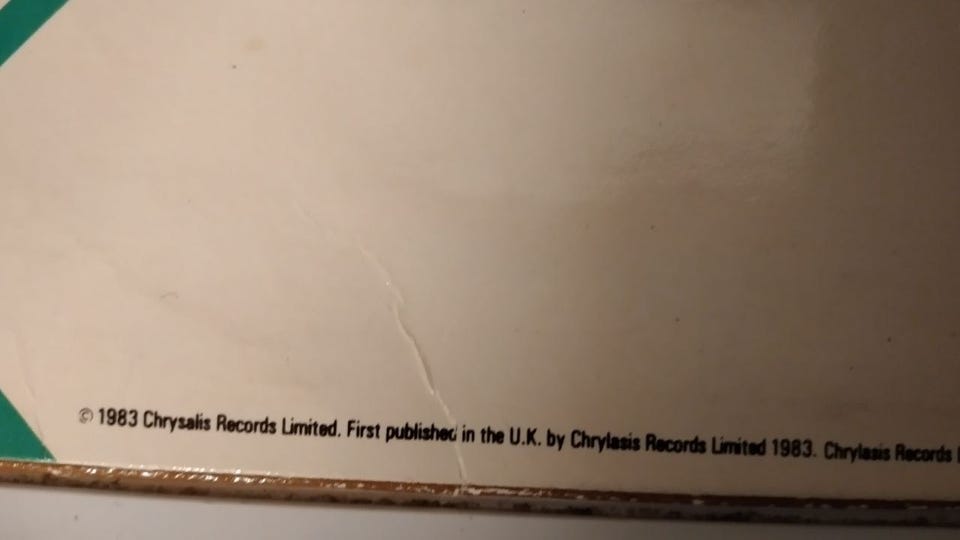 © 1983 Chrysalis Records Limited. First published in the U.K. by Chrylasis Records Limited 1983. Chrylasis Records